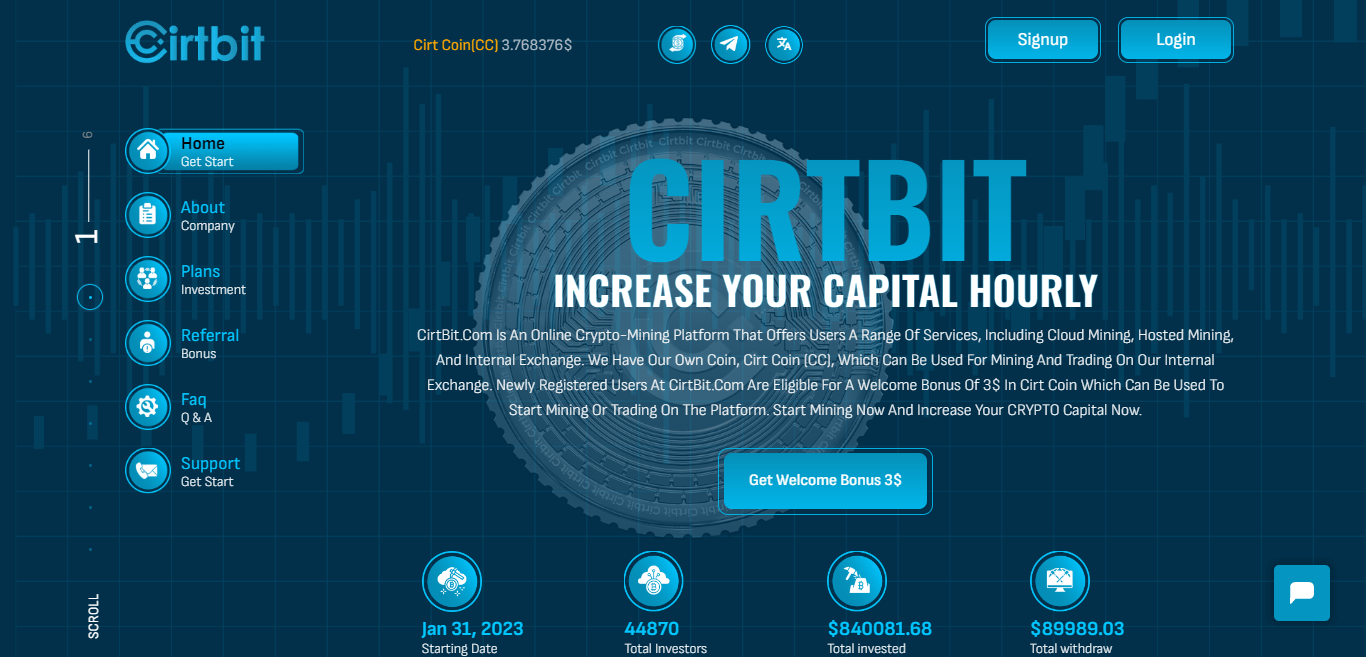 Cirtbit
Cirt Coin(CC) 3.768376$
Signup
Login
6
1
SCROLL
Home
Get Start
About
Company
Plans
Investment
Referral
Bonus
Faq
Q & A
Support
Get Start
CIRTBIT
INCREASE YOUR CAPITAL HOURLY
CirtBit.Com Is An Online Crypto-Mining Platform That Offers Users A Range Of Services, Including Cloud Mining, Hosted Mining,
And Internal Exchange. We Have Our Own Coin, Cirt Coin (CC), Which Can Be Used For Mining And Trading On Our Internal
Exchange. Newly Registered Users At CirtBit.Com Are Eligible For A Welcome Bonus Of 3$ In Cirt Coin Which Can Be Used To
Start Mining Or Trading On The Platform. Start Mining Now And Increase Your CRYPTO Capital Now.
Get Welcome Bonus 3$
Jan 31, 2023
Starting Date
44870
Total Investors
$840081.68
Total invested
$89989.03
Total withdraw